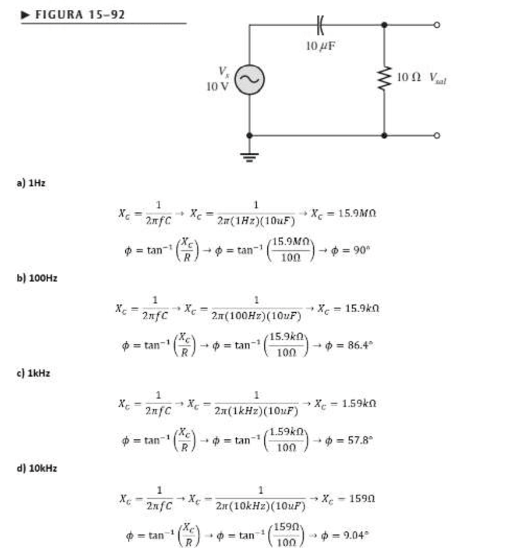 ► FIGURA 15–92
10 µF
V_s
10 V
10 Ω V_sal
a) 1Hz
X_C = 1/(2πfC) → X_C = 1/(2π(1Hz)(10uF)) → X_C = 15.9MΩ
ϕ = tan⁻¹(X_C/R) → ϕ = tan⁻¹(15.9MΩ/10Ω) → ϕ = 90°
b) 100Hz
X_C = 1/(2πfC) → X_C = 1/(2π(100Hz)(10uF)) → X_C = 15.9kΩ
ϕ = tan⁻¹(X_C/R) → ϕ = tan⁻¹(15.9kΩ/10Ω) → ϕ = 86.4°
c) 1kHz
X_C = 1/(2πfC) → X_C = 1/(2π(1kHz)(10uF)) → X_C = 1.59kΩ
ϕ = tan⁻¹(X_C/R) → ϕ = tan⁻¹(1.59kΩ/10Ω) → ϕ = 57.8°
d) 10kHz
X_C = 1/(2πfC) → X_C = 1/(2π(10kHz)(10uF)) → X_C = 159Ω
ϕ = tan⁻¹(X_C/R) → ϕ = tan⁻¹(159Ω/10Ω) → ϕ = 9.04°